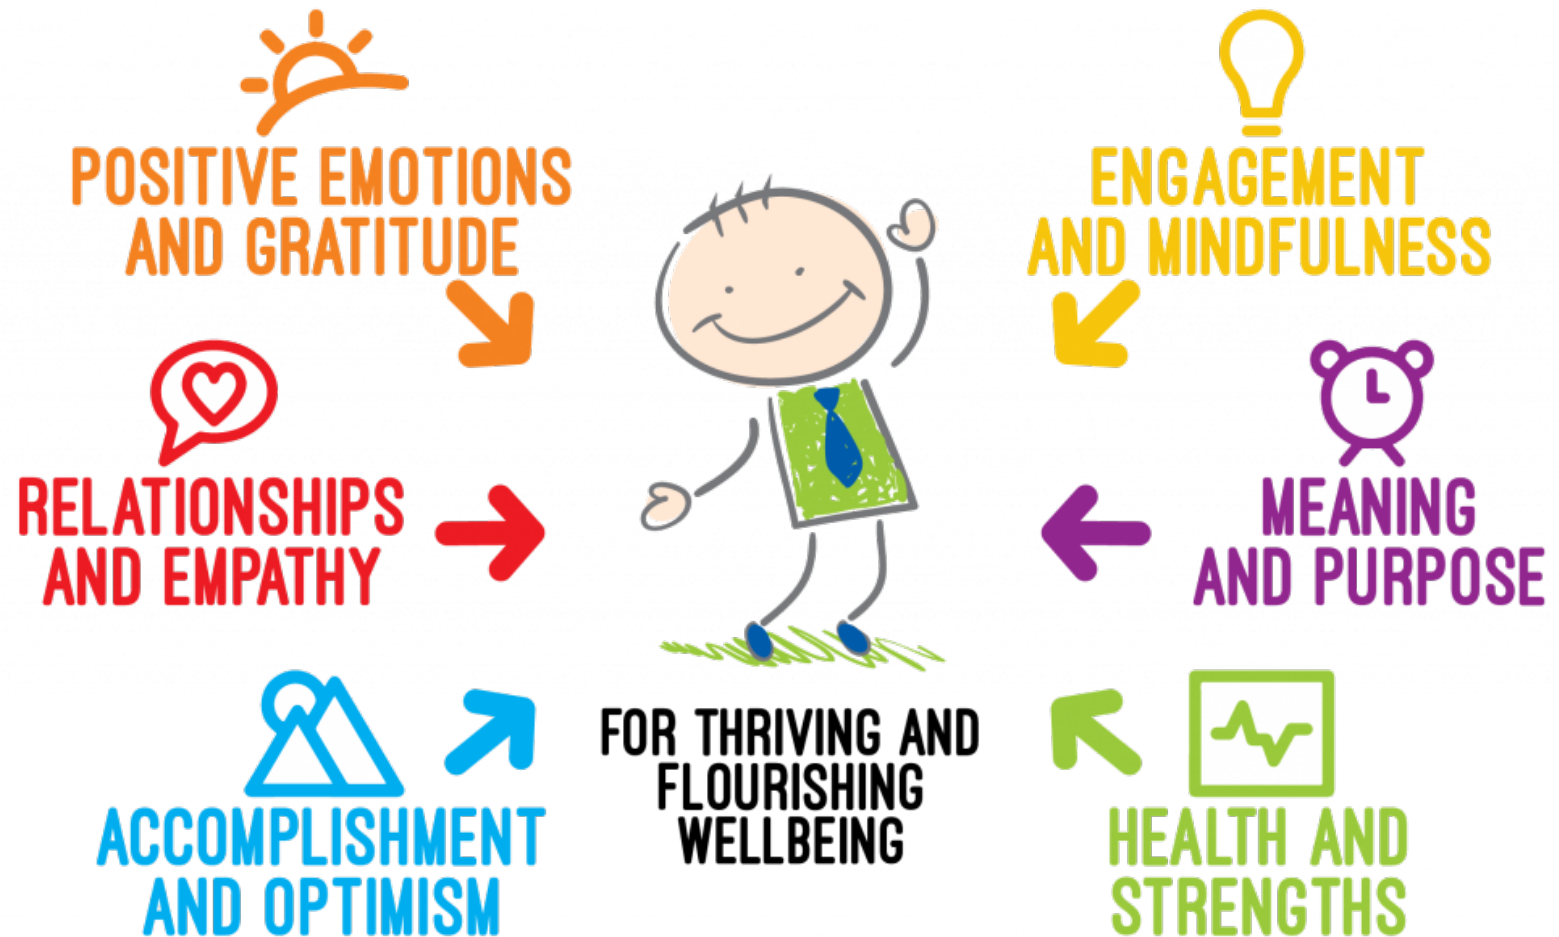 POSITIVE EMOTIONS
AND GRATITUDE
ENGAGEMENT
AND MINDFULNESS
RELATIONSHIPS
AND EMPATHY
MEANING
AND PURPOSE
ACCOMPLISHMENT
AND OPTIMISM
FOR THRIVING AND
FLOURISHING
WELLBEING
HEALTH AND
STRENGTHS